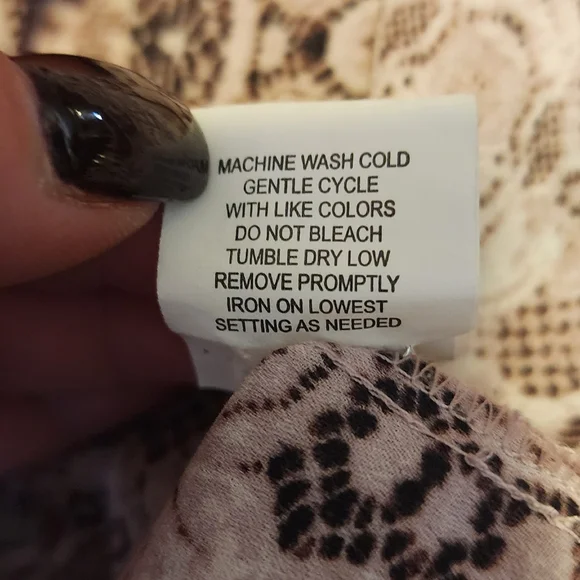 MACHINE WASH COLD
GENTLE CYCLE
WITH LIKE COLORS
DO NOT BLEACH
TUMBLE DRY LOW
REMOVE PROMPTLY
IRON ON LOWEST
SETTING AS NEEDED